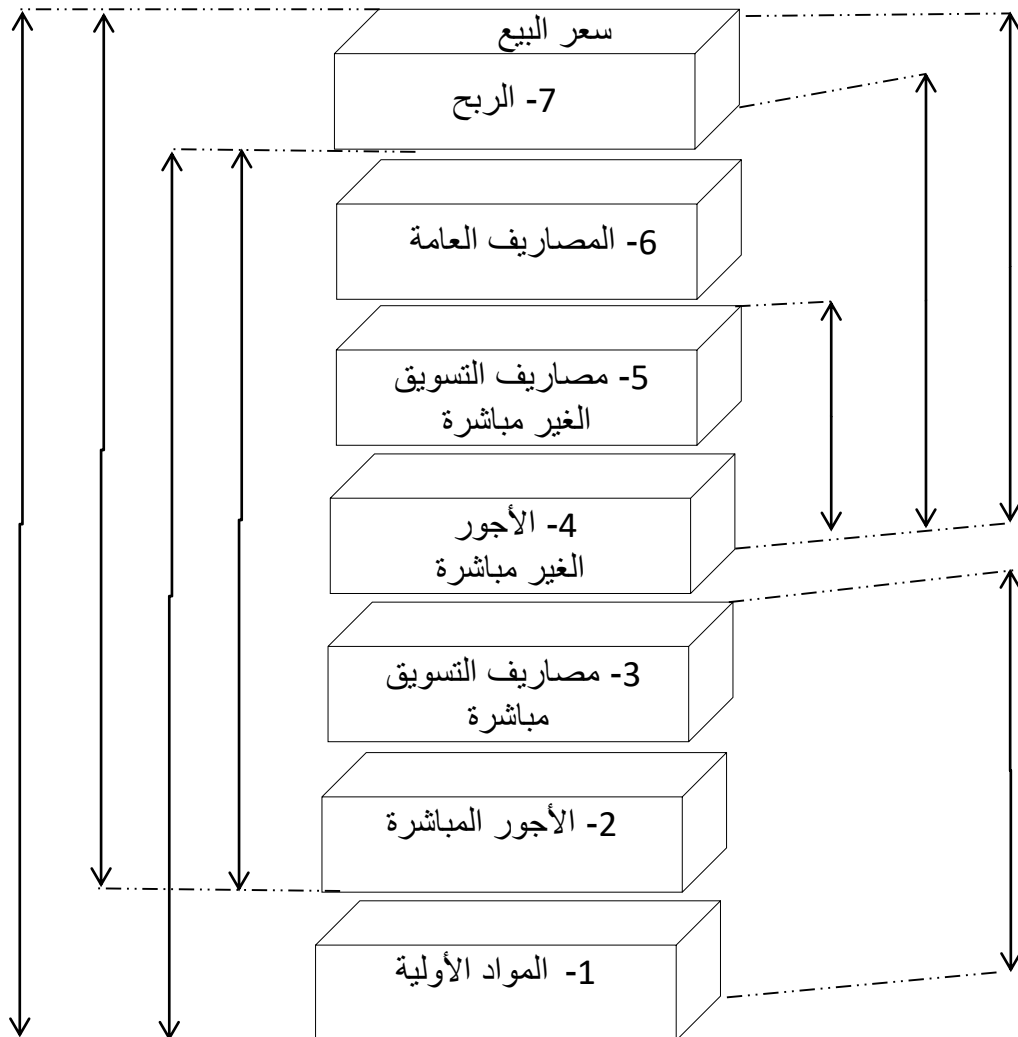 سعر البيع
7- الربح
6- المصاريف العامة
5- مصاريف التسويق
الغير مباشرة
4- الأجور
الغير مباشرة
3- مصاريف التسويق
مباشرة
2- الأجور المباشرة
1- المواد الأولية